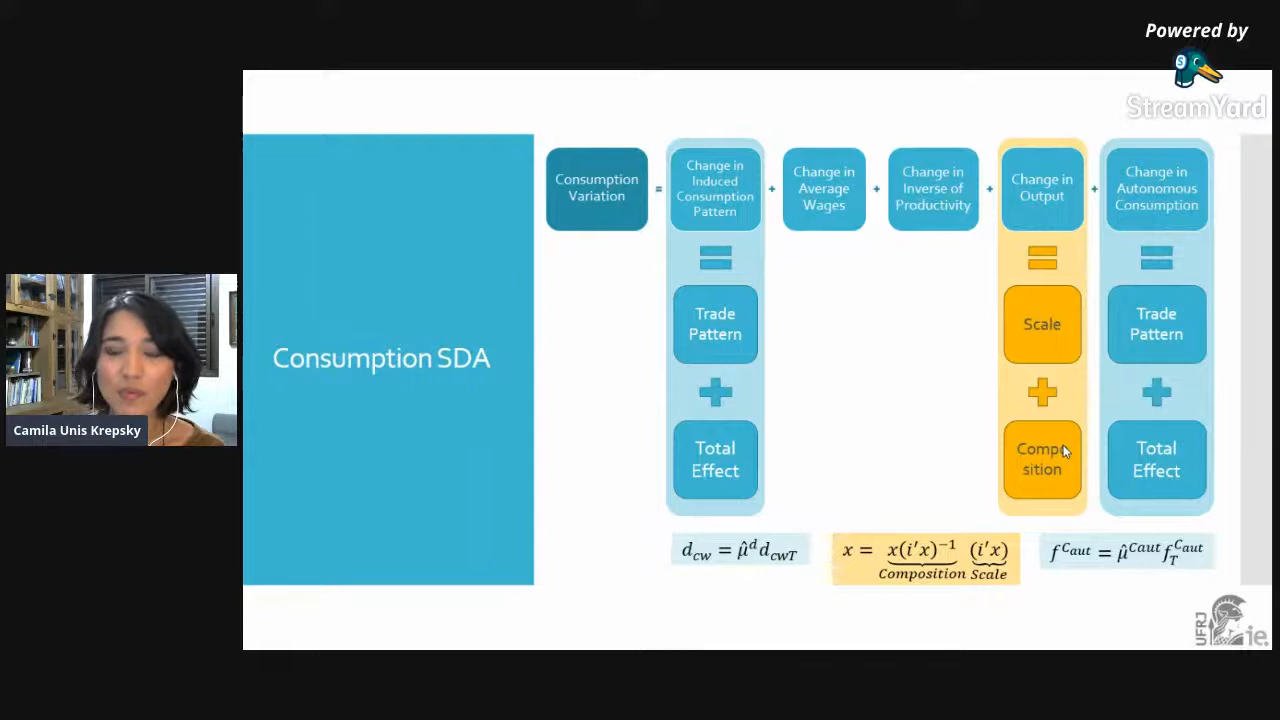 Powered by
StreamYard
Consumption SDA
Consumption
Variation
=
Change in
Induced
Consumption
Pattern
+
Change in
Average
Wages
+
Change in
Inverse of
Productivity
+
Change in
Output
+
Change in
Autonomous
Consumption
=
Trade
Pattern
+
Total
Effect
=
Scale
+
Compo
sition
=
Trade
Pattern
+
Total
Effect
d_cw = μ̂^d d_cwT
x = x(i′x)^−1 (i′x)
Composition Scale
f^Caut = μ̂^Caut f_T^Caut
Camila Unis Krepsky
UFRJ
ie.